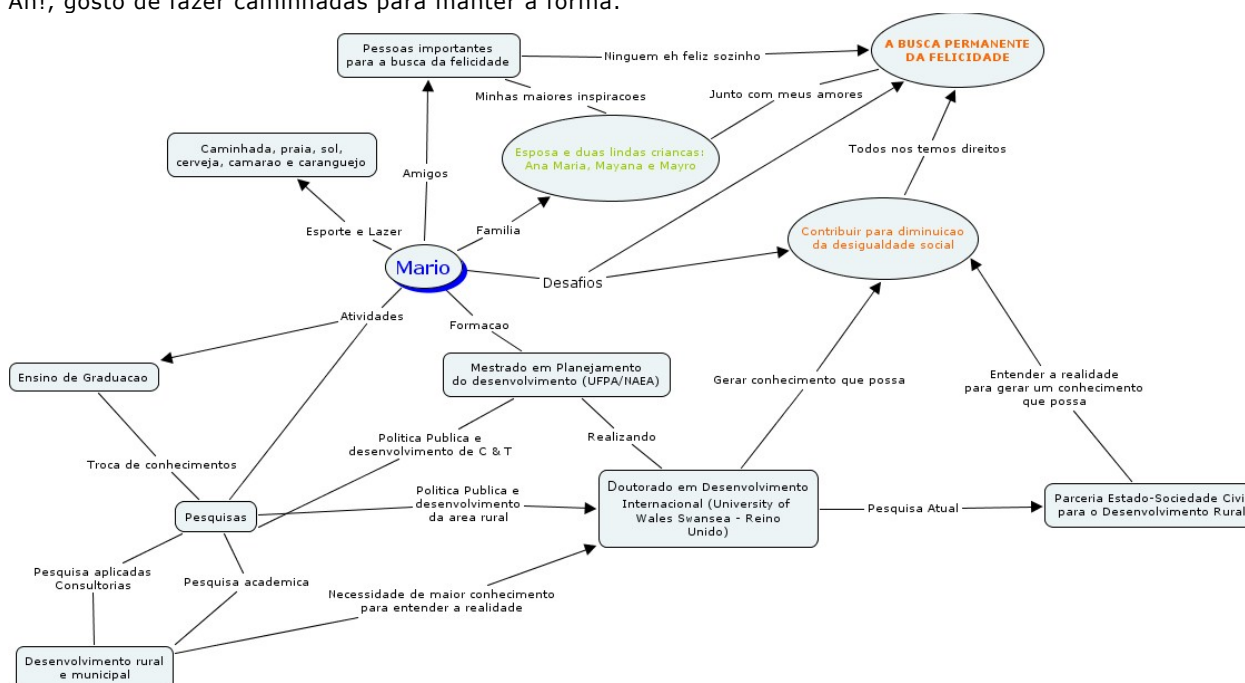 Ah!, gosto de fazer caminhadas para manter a forma.
Pessoas importantes
para a busca da felicidade
Ninguem eh feliz sozinho
A BUSCA PERMANENTE
DA FELICIDADE
Minhas maiores inspiracoes
Junto com meus amores
Caminhada, praia, sol,
cerveja, camarao e caranguejo
Esposa e duas lindas criancas:
Ana Maria, Mayana e Mayro
Todos nos temos direitos
Amigos
Esporte e Lazer
Familia
Contribuir para diminuicao
da desigualdade social
Mario
Desafios
Atividades
Formacao
Ensino de Graduacao
Mestrado em Planejamento
do desenvolvimento (UFPA/NAEA)
Gerar conhecimento que possa
Entender a realidade
para gerar um conhecimento
que possa
Politica Publica e
desenvolvimento de C & T
Realizando
Troca de conhecimentos
Pesquisas
Politica Publica e
desenvolvimento
da area rural
Doutorado em Desenvolvimento
Internacional (University of
Wales Swansea - Reino
Unido)
Pesquisa Atual
Parceria Estado-Sociedade Civi
para o Desenvolvimento Rural
Pesquisa aplicadas
Consultorias
Pesquisa academica
Necessidade de maior conhecimento
para entender a realidade
Desenvolvimento rural
e municipal